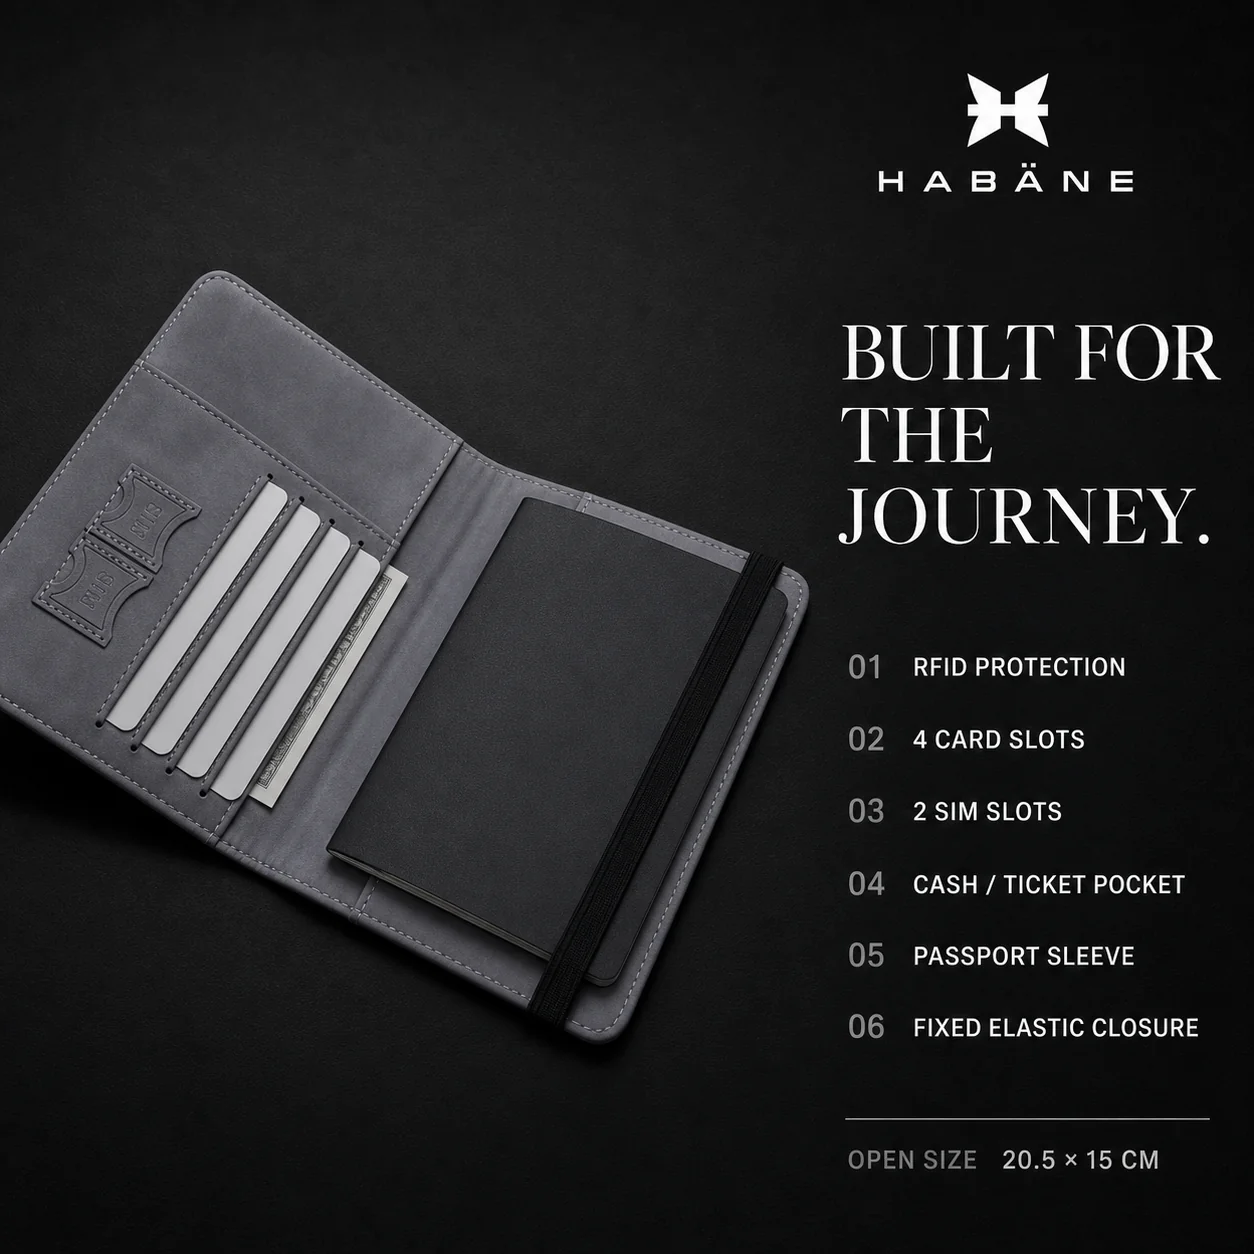 HABÄNE
BUILT FOR
THE
JOURNEY.
01 RFID PROTECTION
02 4 CARD SLOTS
03 2 SIM SLOTS
04 CASH / TICKET POCKET
05 PASSPORT SLEEVE
06 FIXED ELASTIC CLOSURE
OPEN SIZE 20.5 × 15 CM